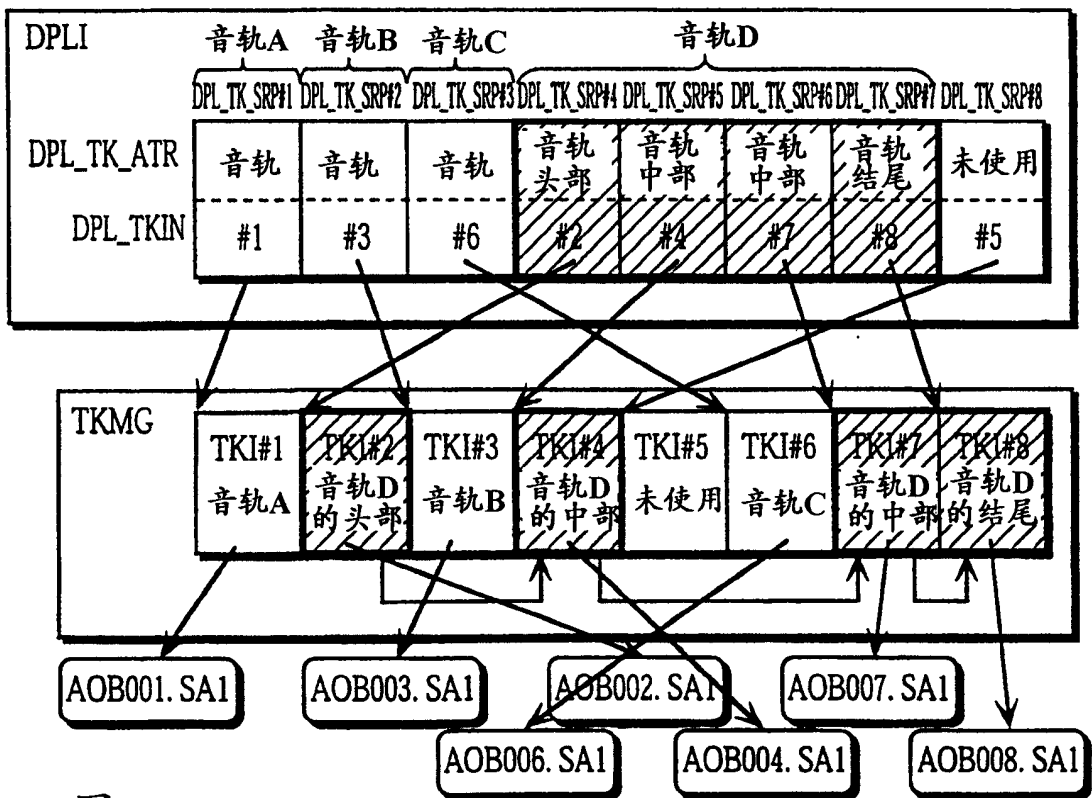 DPLI
音轨A 音轨B 音轨C 音轨D
DPL_TK_SRP#1 DPL_TK_SRP#2 DPL_TK_SRP#3 DPL_TK_SRP#4 DPL_TK_SRP#5 DPL_TK_SRP#6 DPL_TK_SRP#7 DPL_TK_SRP#8
DPL_TK_ATR 音轨 音轨 音轨 音轨头部 音轨中部 音轨中部 音轨结尾 未使用
DPL_TKIN #1 #3 #6 #2 #4 #7 #8 #5
TKMG
TKI#1 TKI#2 TKI#3 TKI#4 TKI#5 TKI#6 TKI#7 TKI#8
音轨A 音轨D 音轨B 音轨D 未使用 音轨C 音轨D 音轨D
的头部 的中部 的中部 的结尾
AOB001.SA1 AOB003.SA1 AOB002.SA1 AOB007.SA1
AOB006.SA1 AOB004.SA1 AOB008.SA1